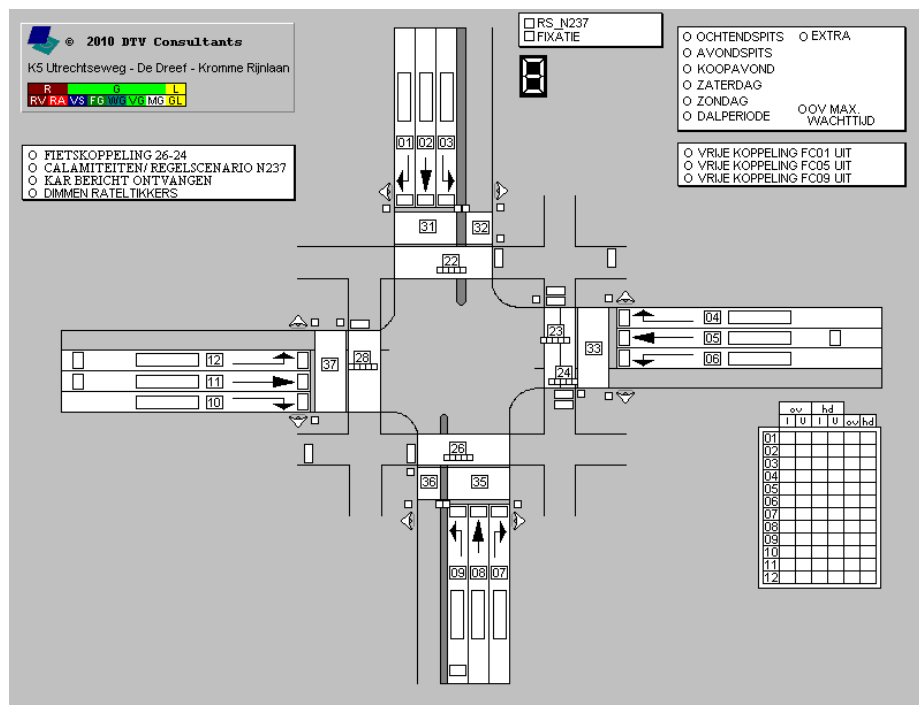 © 2010 DTV Consultants
K5 Utrechtseweg - De Dreef - Kromme Rijnlaan
R G L
RV RA VS FG WG VG MG GL
RS_N237
FIXATIE
8
OCHTENDSPITS EXTRA
AVONDSPITS
KOOPAVOND
ZATERDAG
ZONDAG
DALPERIODE OV MAX. WACHTTIJD
FIETSKOPPELING 26-24
CALAMITEITEN/ REGELSCENARIO N237
KAR BERICHT ONTVANGEN
DIMMEN RATELTIKKERS
VRIJE KOPPELING FC01 UIT
VRIJE KOPPELING FC05 UIT
VRIJE KOPPELING FC09 UIT
01 02 03
31 32
22
04
05
06
23
33
24
12
11
10
37 28
26
36 35
09 08 07
ov hd
I U I U ov hd
01
02
03
04
05
06
07
08
09
10
11
12